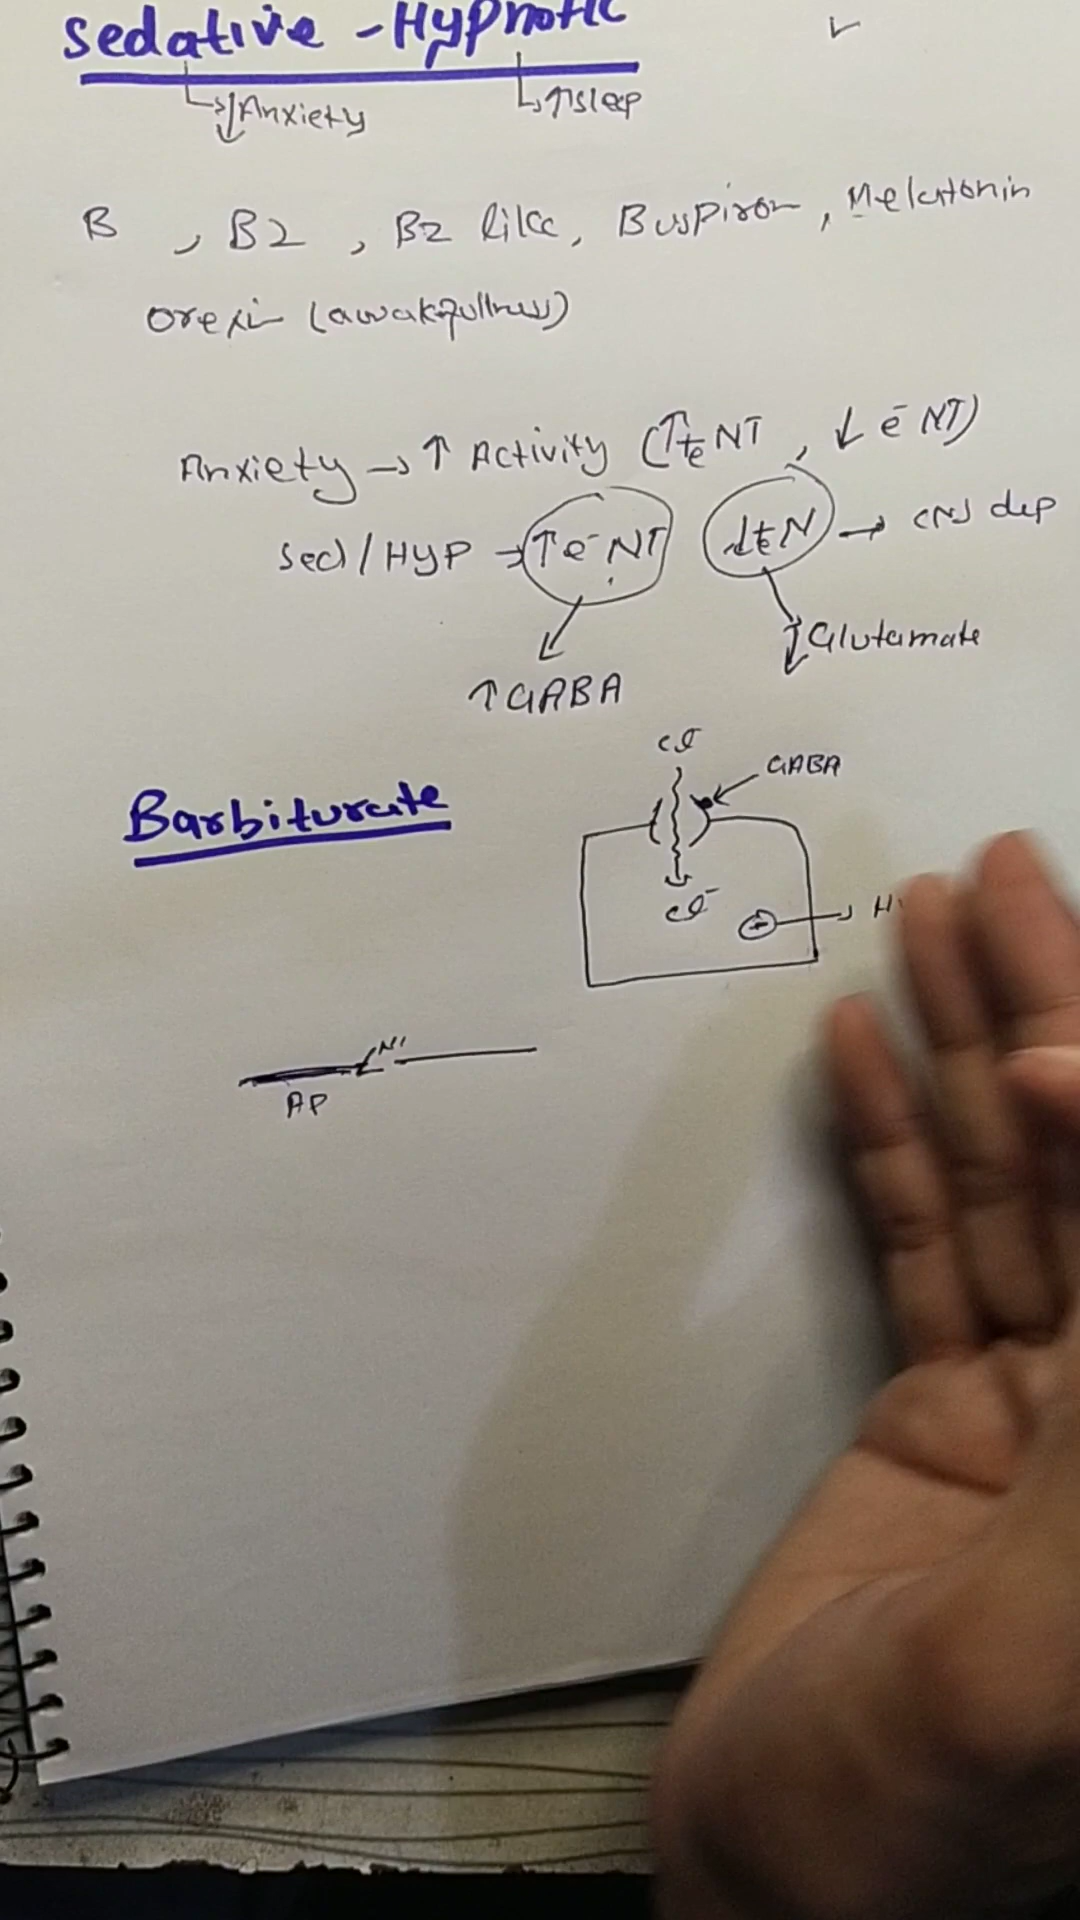 Sedative - Hypnotic
↓Anxiety ↑sleep
B , BZ , BZ like, Buspiron, Melatonin
orexin (awakefullness)
Anxiety → ↑ Activity (↑+e NT , ↓ e⁻ NT)
Sed/HYP → ↑ e⁻ NT ↓+e N → CNS dep
↑GABA ↓Glutamate
Barbiturate
Cl⁻ GABA
Cl⁻
+ → H
AP